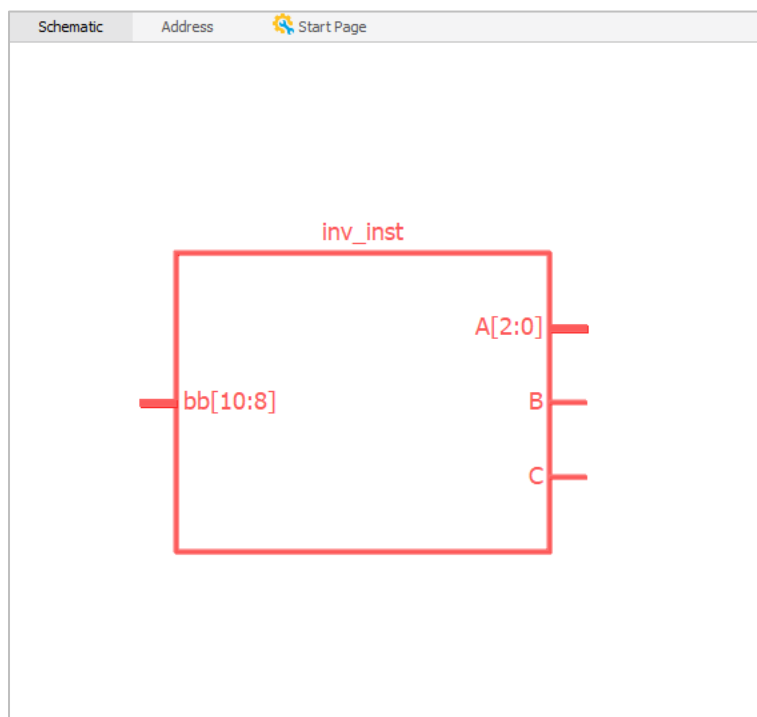 Schematic Address Start Page
inv_inst
A[2:0]
bb[10:8] B
C